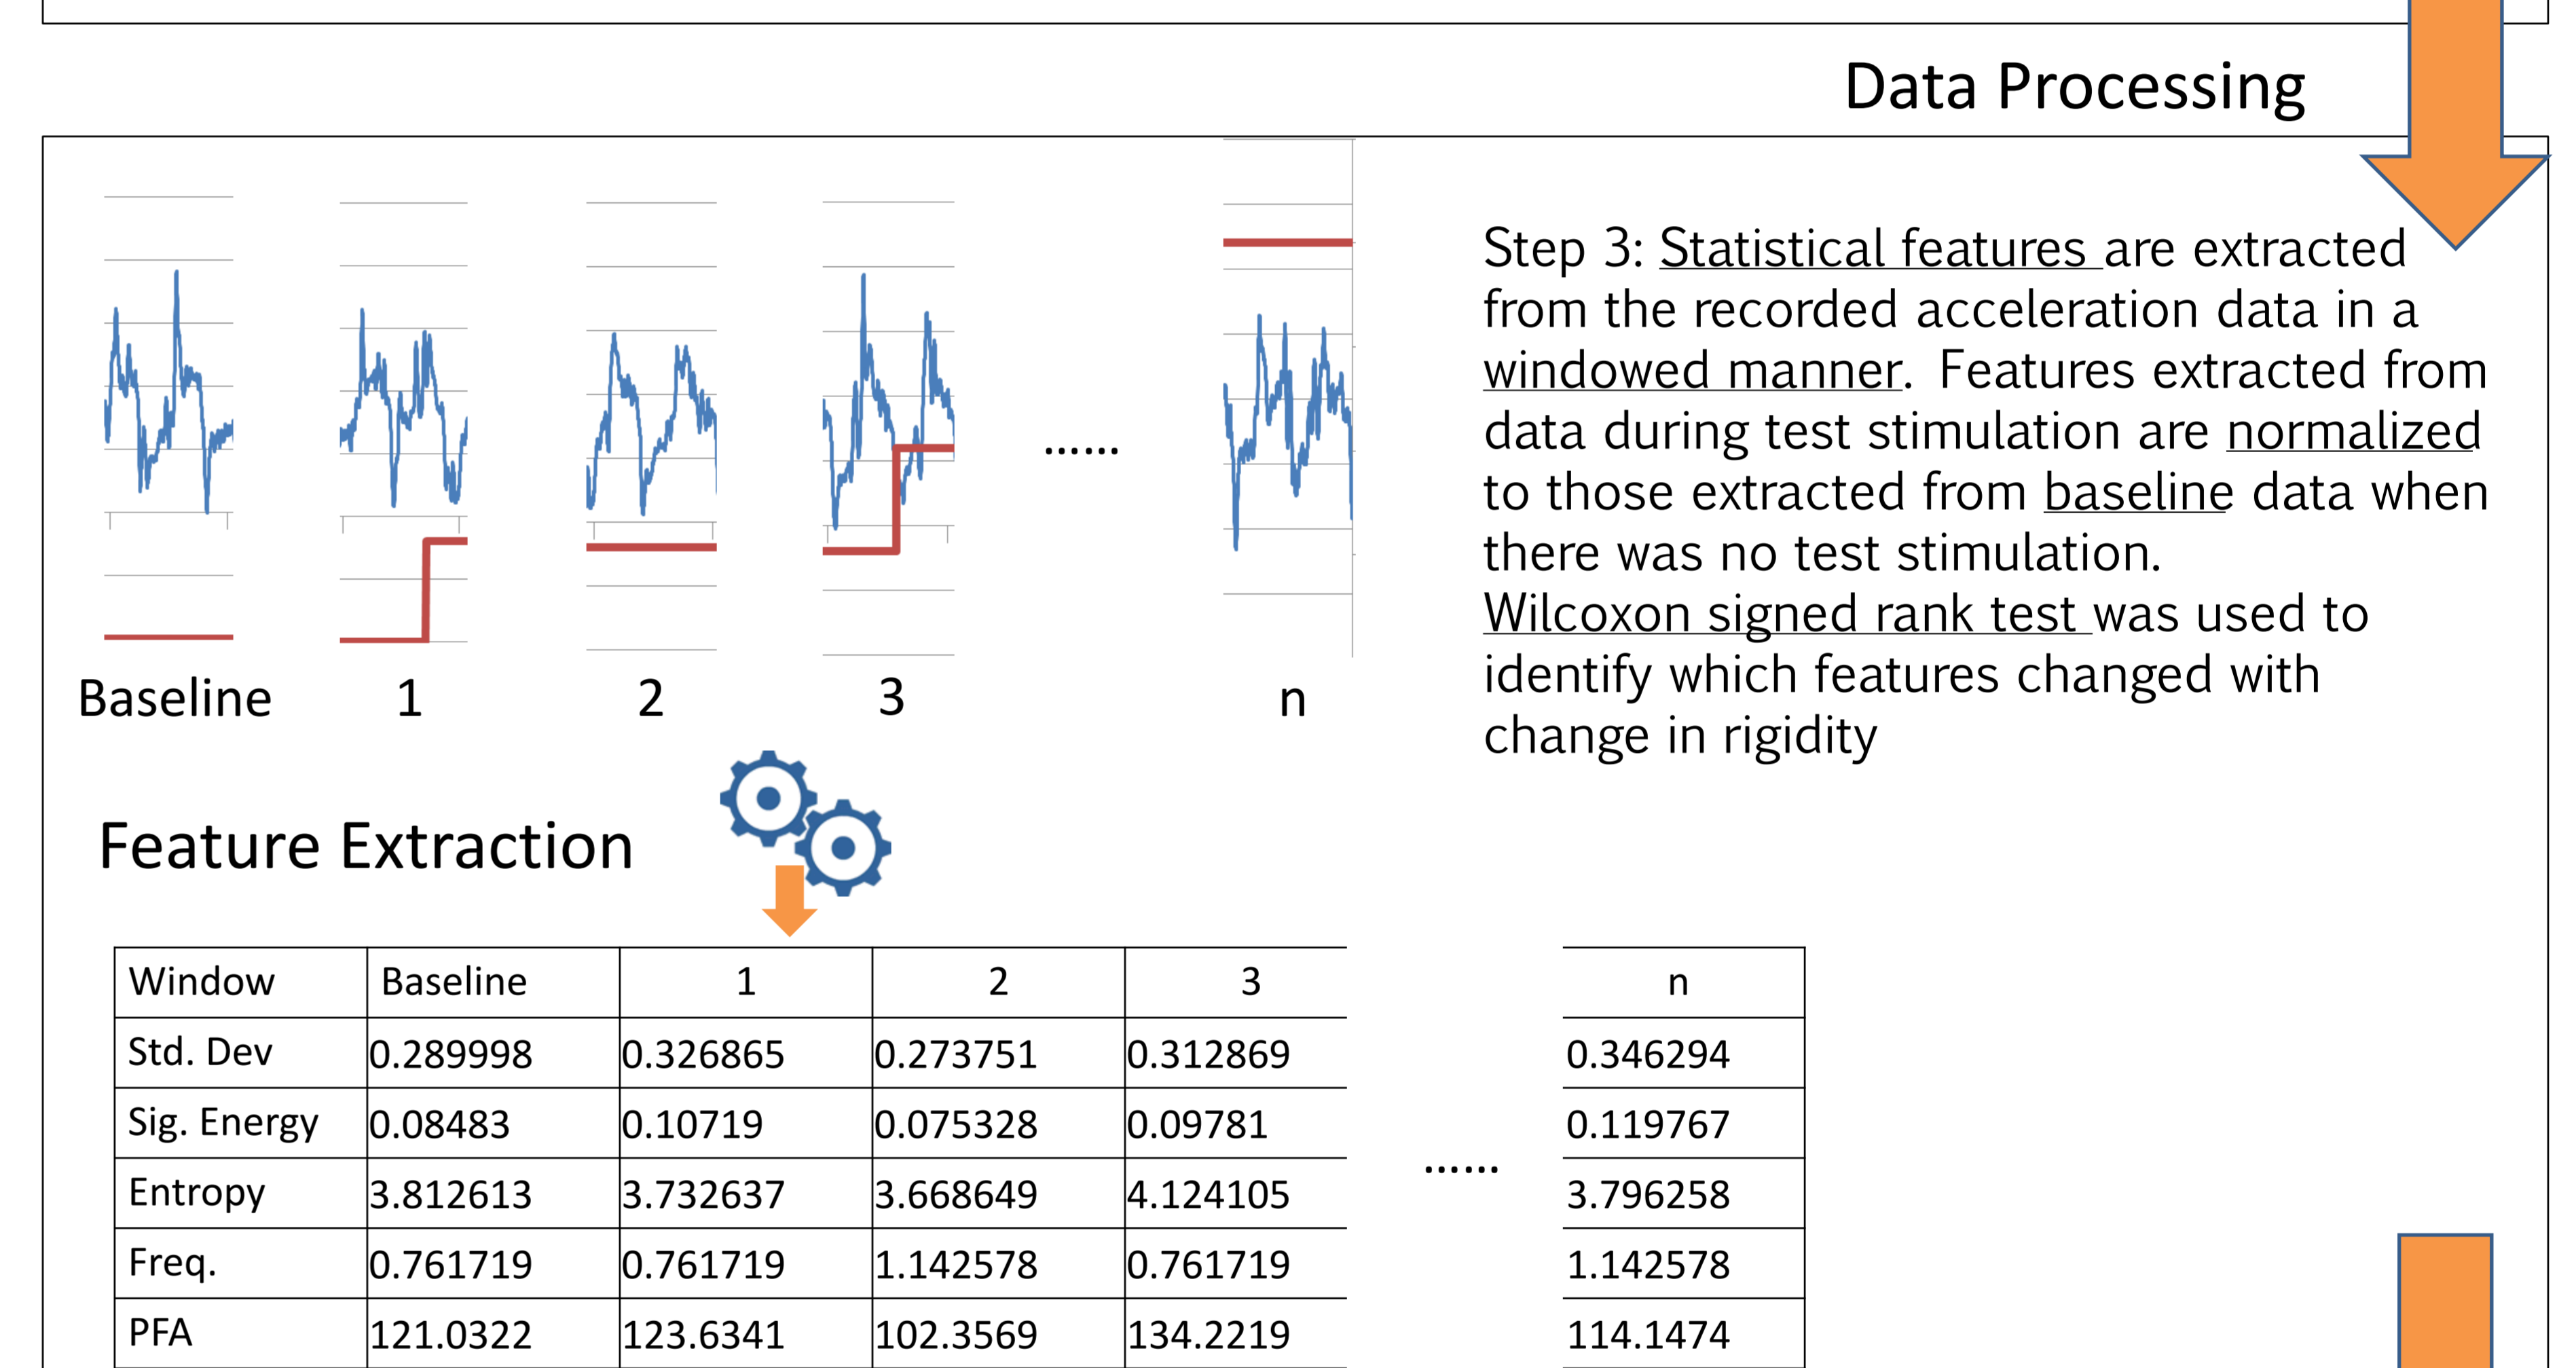 Data Processing
Step 3: Statistical features are extracted
from the recorded acceleration data in a
windowed manner. Features extracted from
data during test stimulation are normalized
to those extracted from baseline data when
there was no test stimulation.
Wilcoxon signed rank test was used to
identify which features changed with
change in rigidity
......
Baseline 1 2 3 n
Feature Extraction
Window Baseline 1 2 3 n
Std. Dev 0.289998 0.326865 0.273751 0.312869 0.346294
Sig. Energy 0.08483 0.10719 0.075328 0.09781 0.119767
......
Entropy 3.812613 3.732637 3.668649 4.124105 3.796258
Freq. 0.761719 0.761719 1.142578 0.761719 1.142578
PFA 121.0322 123.6341 102.3569 134.2219 114.1474